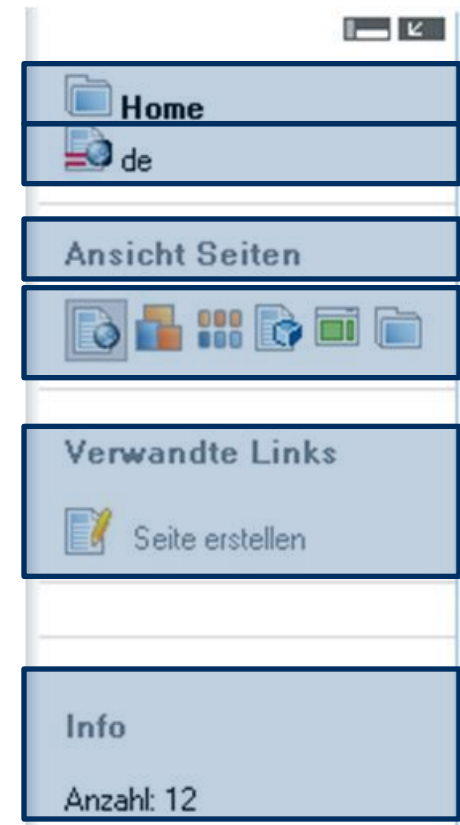 Home
de
Ansicht Seiten
Verwandte Links
Seite erstellen
Info
Anzahl: 12